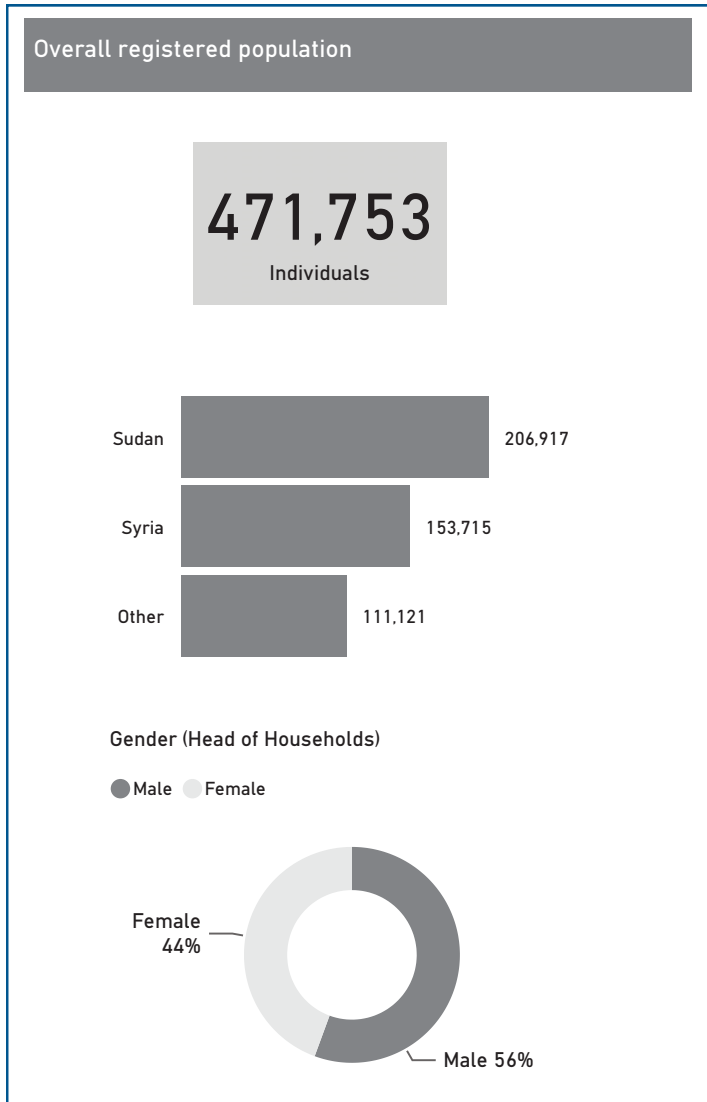 Overall registered population
471,753
Individuals
Sudan 206,917
Syria 153,715
Other 111,121
Gender (Head of Households)
Male Female
Female
44%
Male 56%